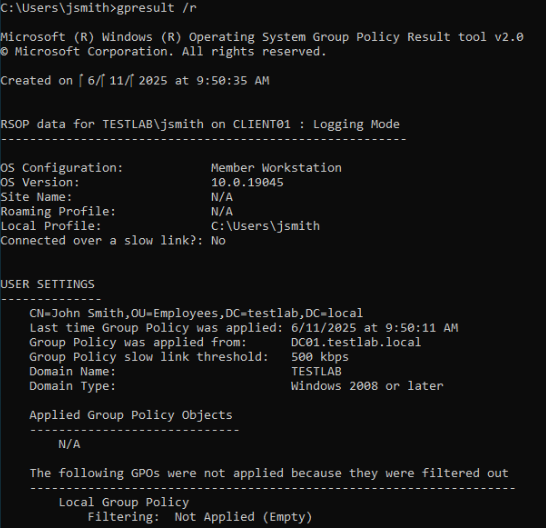 C:\Users\jsmith>gpresult /r
Microsoft (R) Windows (R) Operating System Group Policy Result tool v2.0
© Microsoft Corporation. All rights reserved.
Created on ⌠6/⌠11/⌠2025 at 9:50:35 AM
RSOP data for TESTLAB\jsmith on CLIENT01 : Logging Mode
-----------------------------------------------------
OS Configuration:            Member Workstation
OS Version:                  10.0.19045
Site Name:                   N/A
Roaming Profile:             N/A
Local Profile:               C:\Users\jsmith
Connected over a slow link?: No
USER SETTINGS
--------------
    CN=John Smith,OU=Employees,DC=testlab,DC=local
    Last time Group Policy was applied: 6/11/2025 at 9:50:11 AM
    Group Policy was applied from:      DC01.testlab.local
    Group Policy slow link threshold:   500 kbps
    Domain Name:                        TESTLAB
    Domain Type:                        Windows 2008 or later
    Applied Group Policy Objects
    -----------------------------
        N/A
    The following GPOs were not applied because they were filtered out
    -------------------------------------------------------------------
        Local Group Policy
            Filtering:  Not Applied (Empty)